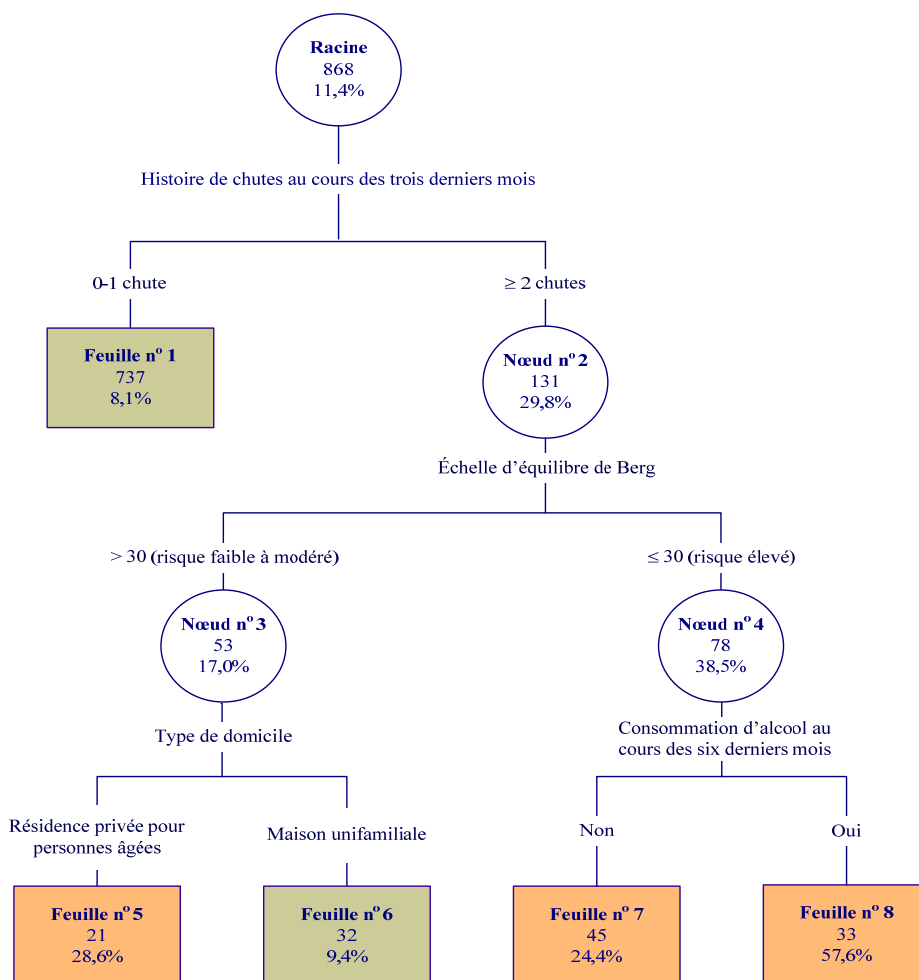 Racine
868
11,4%
Histoire de chutes au cours des trois derniers mois
0-1 chute
≥ 2 chutes
Feuille nº 1
737
8,1%
Nœud nº 2
131
29,8%
Échelle d’équilibre de Berg
> 30 (risque faible à modéré)
≤ 30 (risque élevé)
Nœud nº 3
53
17,0%
Nœud nº 4
78
38,5%
Type de domicile
Consommation d’alcool au
cours des six derniers mois
Résidence privée pour
personnes âgées
Maison unifamiliale
Non
Oui
Feuille nº 5
21
28,6%
Feuille nº 6
32
9,4%
Feuille nº 7
45
24,4%
Feuille nº 8
33
57,6%